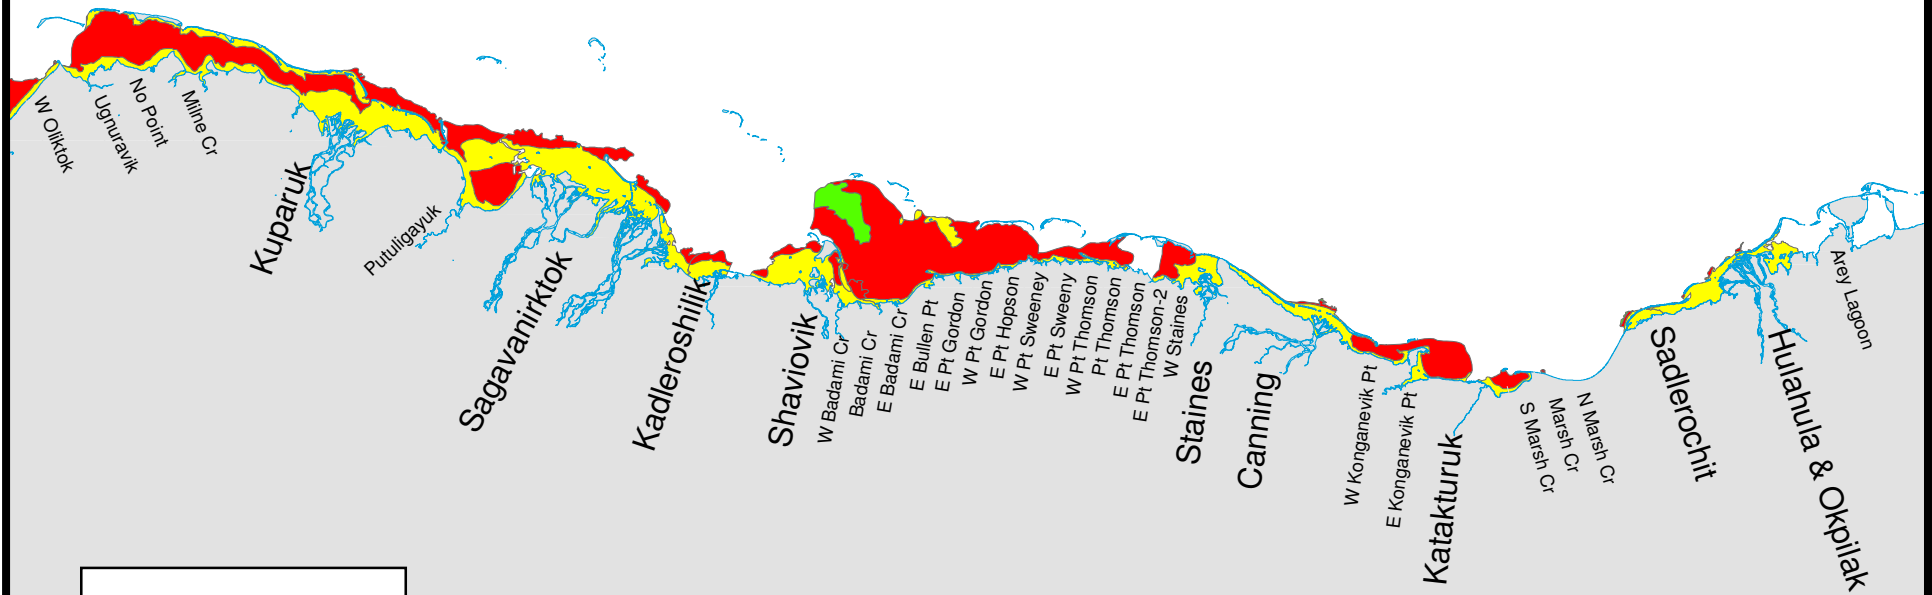 W Oliktok
Ugnuravik
No Point
Milne Cr
Kuparuk
Putuligayuk
Sagavanirktok
Kadleroshilik
Shaviovik
W Badami Cr
Badami Cr
E Badami Cr
E Bullen Pt
E Pt Gordon
W Pt Gordon
E Pt Hopson
W Pt Sweeney
E Pt Sweeny
W Pt Thomson
Pt Thomson
E Pt Thomson
E Pt Thomson-2
W Staines
Staines
Canning
W Konganevik Pt
E Konganevik Pt
Katakturuk
S Marsh Cr
Marsh Cr
N Marsh Cr
Sadlerochit
Hulahula & Okpilak
Arey Lagoon